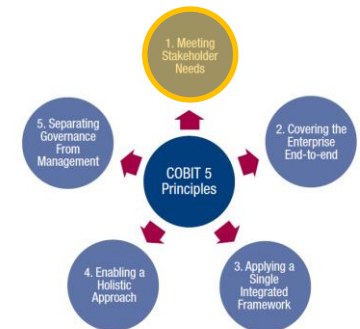 1. Meeting
Stakeholder
Needs
5. Separating
Governance
From
Management
2. Covering the
Enterprise
End-to-end
COBIT 5
Principles
4. Enabling a
Holistic
Approach
3. Applying a
Single
Integrated
Framework